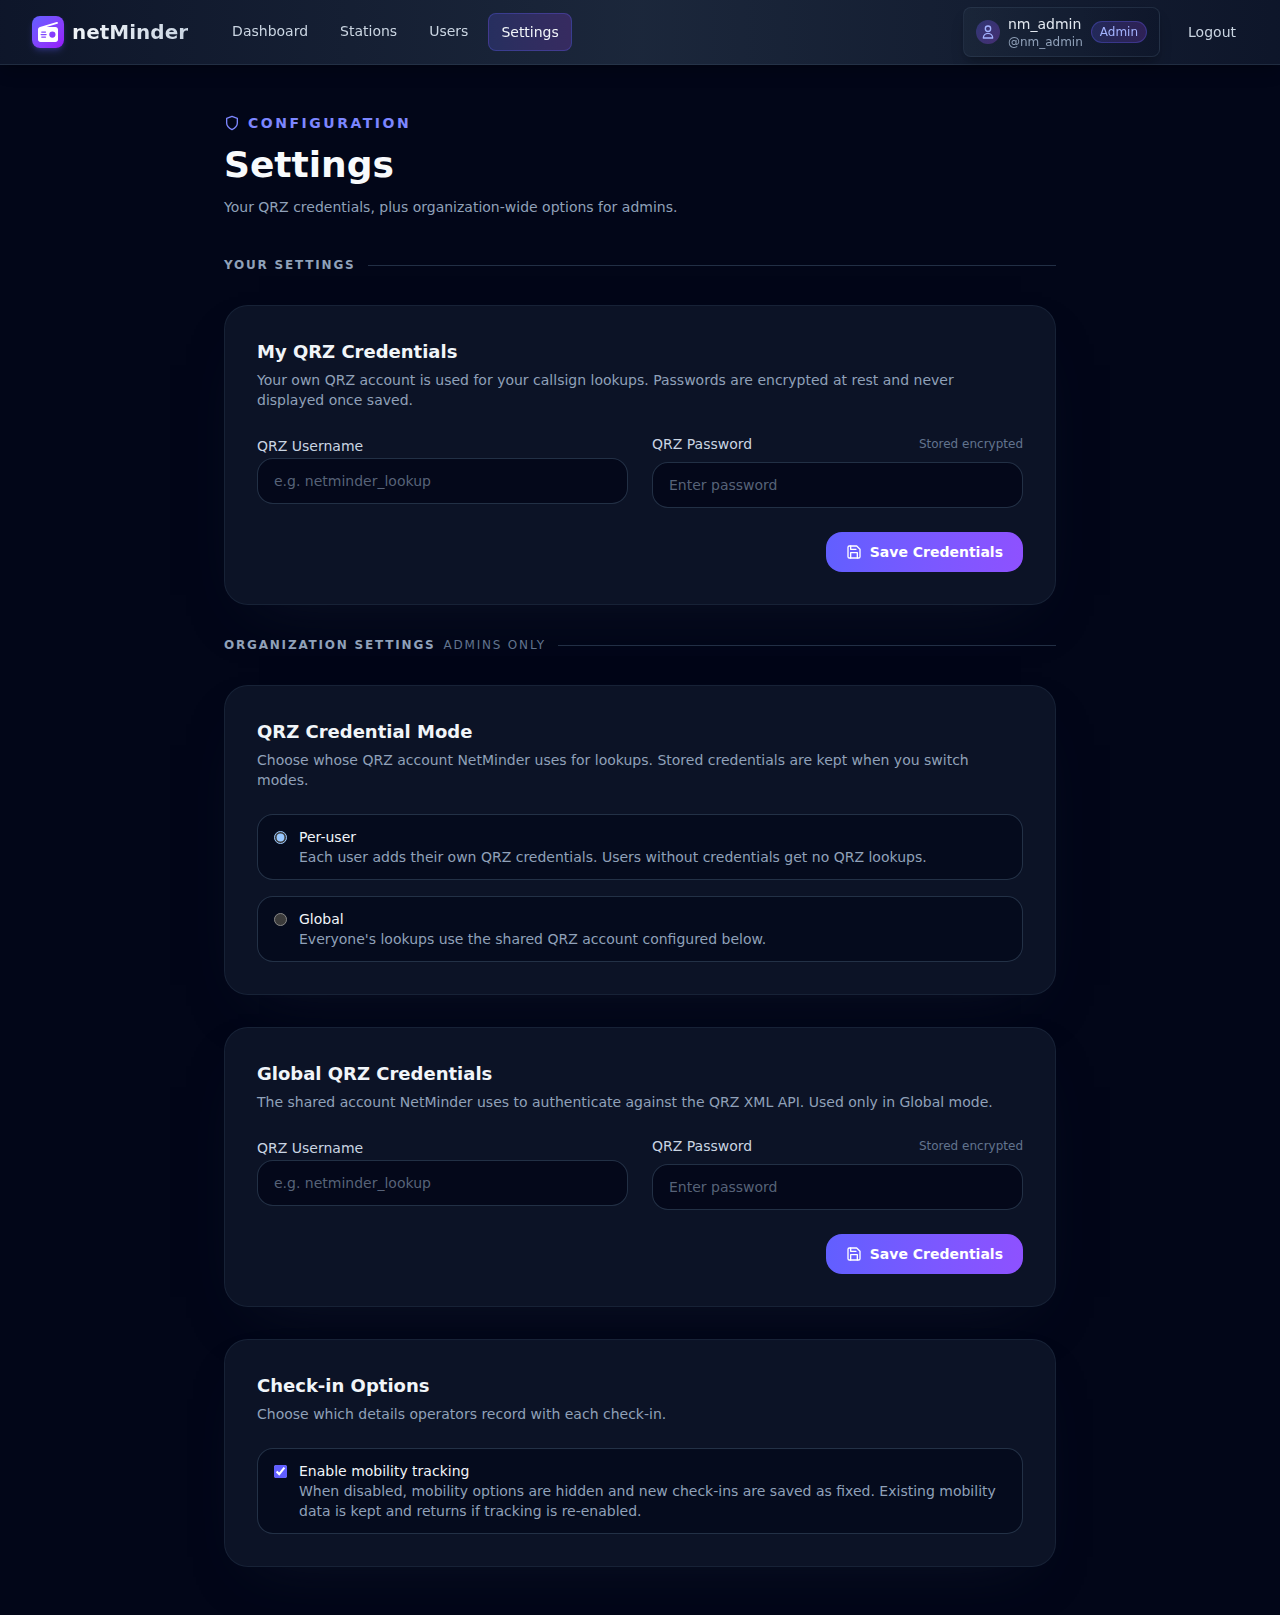 netMinder
Dashboard
Stations
Users
Settings
nm_admin
@nm_admin
Admin
Logout
CONFIGURATION
Settings
Your QRZ credentials, plus organization-wide options for admins.
YOUR SETTINGS
My QRZ Credentials
Your own QRZ account is used for your callsign lookups. Passwords are encrypted at rest and never
displayed once saved.
QRZ Username
e.g. netminder_lookup
QRZ Password
Stored encrypted
Enter password
Save Credentials
ORGANIZATION SETTINGS ADMINS ONLY
QRZ Credential Mode
Choose whose QRZ account NetMinder uses for lookups. Stored credentials are kept when you switch
modes.
Per-user
Each user adds their own QRZ credentials. Users without credentials get no QRZ lookups.
Global
Everyone's lookups use the shared QRZ account configured below.
Global QRZ Credentials
The shared account NetMinder uses to authenticate against the QRZ XML API. Used only in Global mode.
QRZ Username
e.g. netminder_lookup
QRZ Password
Stored encrypted
Enter password
Save Credentials
Check-in Options
Choose which details operators record with each check-in.
Enable mobility tracking
When disabled, mobility options are hidden and new check-ins are saved as fixed. Existing mobility
data is kept and returns if tracking is re-enabled.